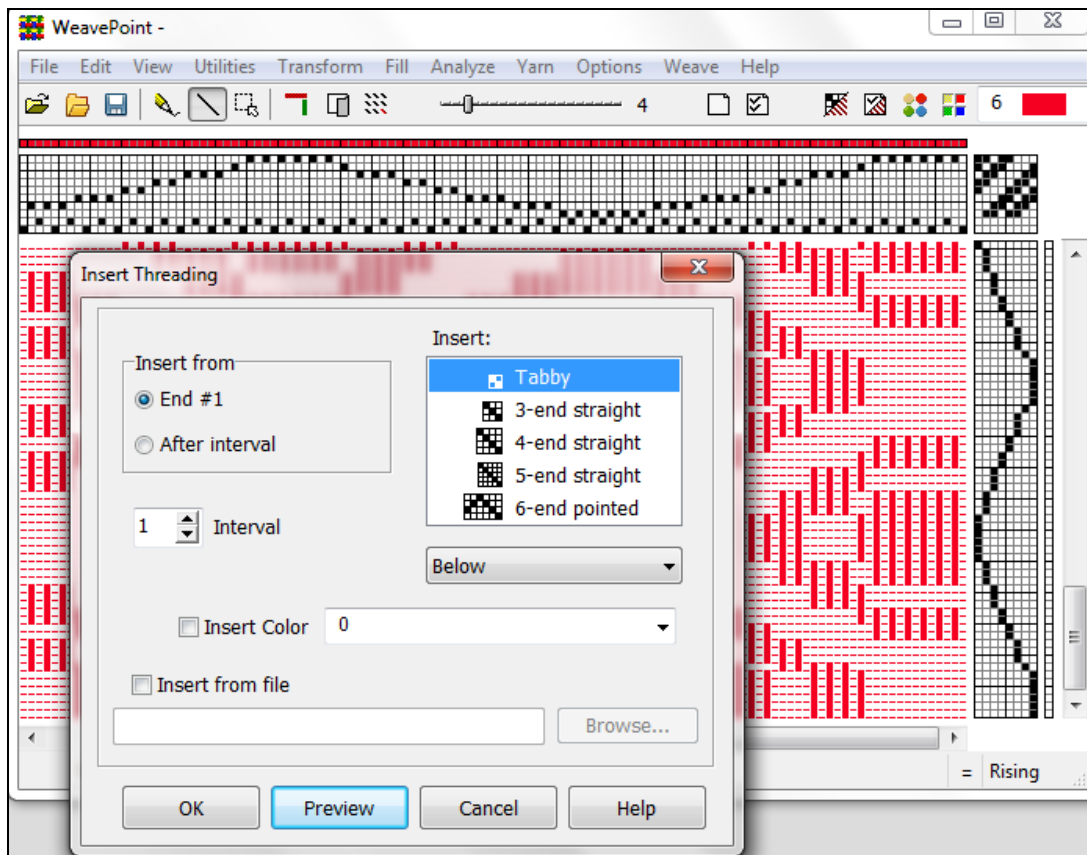 WeavePoint -
File Edit View Utilities Transform Fill Analyze Yarn Options Weave Help
4
6
Insert Threading
Insert from
End #1
After interval
1 Interval
Insert:
Tabby
3-end straight
4-end straight
5-end straight
6-end pointed
Below
Insert Color 0
Insert from file
Browse...
OK Preview Cancel Help
= Rising